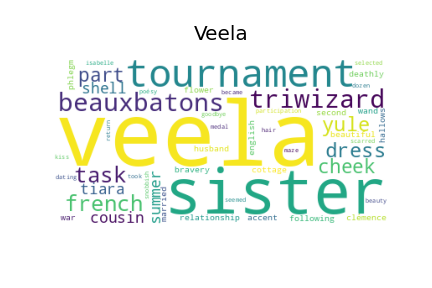 Veela
isabelle
selected
phlegm
part
tournament
deathly
shell
poesy
flower
became
dozen
beauxbatons
triwizard
goodbye
participation
wand
medal
hair
second
yule
veela
return
english
beautiful
hallows
husband
maze
scarred
dress
kiss
task
bravery
cottage
cheek
dating
took
snobbish
tiara
summer
married
sister
seemed
beauty
french
war
cousin
relationship
accent
following
clemence